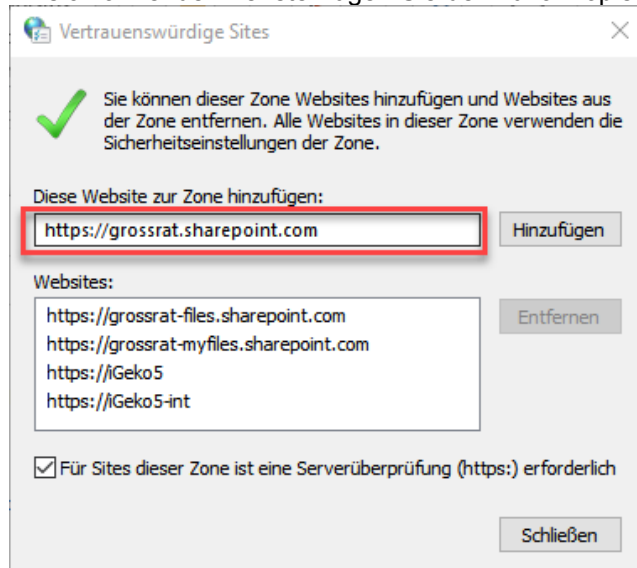 Vertrauenswürdige Sites
Sie können dieser Zone Websites hinzufügen und Websites aus
der Zone entfernen. Alle Websites in dieser Zone verwenden die
Sicherheitseinstellungen der Zone.
Diese Website zur Zone hinzufügen:
https://grossrat.sharepoint.com
Hinzufügen
Websites:
https://grossrat-files.sharepoint.com
https://grossrat-myfiles.sharepoint.com
https://iGeko5
https://iGeko5-int
Entfernen
Für Sites dieser Zone ist eine Serverüberprüfung (https:) erforderlich
Schließen